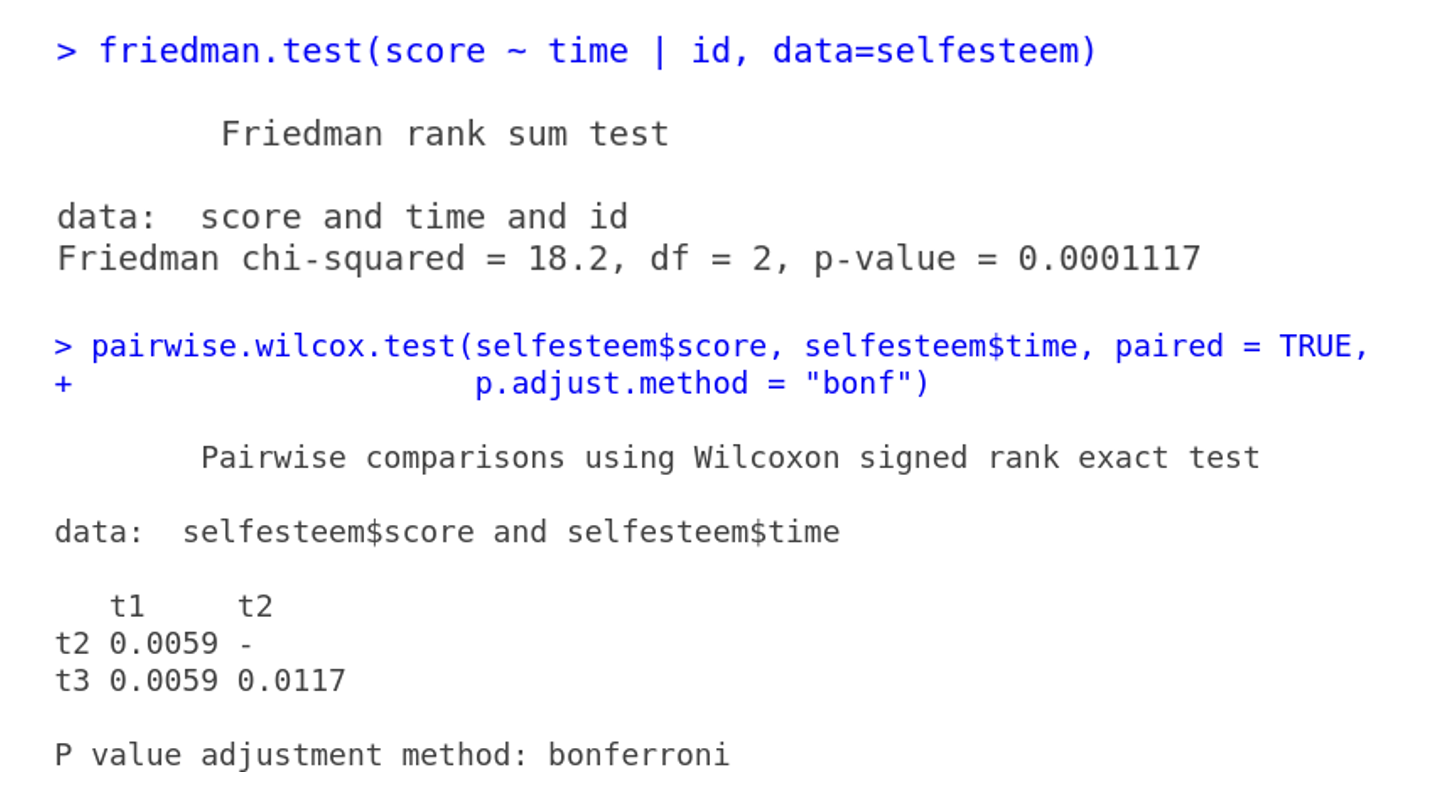 > friedman.test(score ~ time | id, data=selfesteem)
Friedman rank sum test
data:  score and time and id
Friedman chi-squared = 18.2, df = 2, p-value = 0.0001117
> pairwise.wilcox.test(selfesteem$score, selfesteem$time, paired = TRUE,
+                      p.adjust.method = "bonf")
Pairwise comparisons using Wilcoxon signed rank exact test
data:  selfesteem$score and selfesteem$time
   t1     t2
t2 0.0059 -
t3 0.0059 0.0117
P value adjustment method: bonferroni